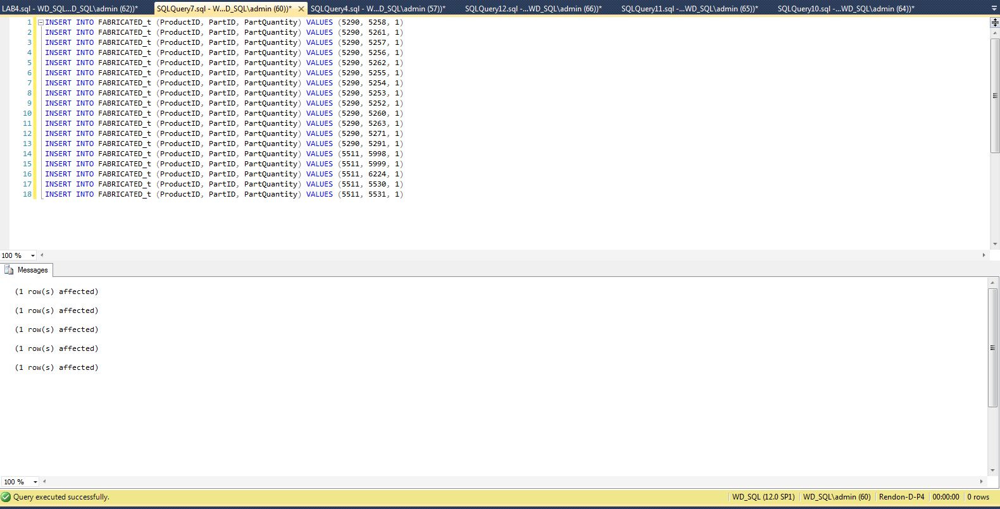 LAB4.sql - WD_SQL...D_SQL\admin (62))* SQLQuery7.sql - W...D_SQL\admin (60))* SQLQuery4.sql - W...D_SQL\admin (57))* SQLQuery12.sql -...WD_SQL\admin (66))* SQLQuery11.sql -...WD_SQL\admin (65))* SQLQuery10.sql -...WD_SQL\admin (64))*
1 INSERT INTO FABRICATED_t (ProductID, PartID, PartQuantity) VALUES (5290, 5258, 1)
2 INSERT INTO FABRICATED_t (ProductID, PartID, PartQuantity) VALUES (5290, 5261, 1)
3 INSERT INTO FABRICATED_t (ProductID, PartID, PartQuantity) VALUES (5290, 5257, 1)
4 INSERT INTO FABRICATED_t (ProductID, PartID, PartQuantity) VALUES (5290, 5256, 1)
5 INSERT INTO FABRICATED_t (ProductID, PartID, PartQuantity) VALUES (5290, 5262, 1)
6 INSERT INTO FABRICATED_t (ProductID, PartID, PartQuantity) VALUES (5290, 5255, 1)
7 INSERT INTO FABRICATED_t (ProductID, PartID, PartQuantity) VALUES (5290, 5254, 1)
8 INSERT INTO FABRICATED_t (ProductID, PartID, PartQuantity) VALUES (5290, 5253, 1)
9 INSERT INTO FABRICATED_t (ProductID, PartID, PartQuantity) VALUES (5290, 5252, 1)
10 INSERT INTO FABRICATED_t (ProductID, PartID, PartQuantity) VALUES (5290, 5260, 1)
11 INSERT INTO FABRICATED_t (ProductID, PartID, PartQuantity) VALUES (5290, 5263, 1)
12 INSERT INTO FABRICATED_t (ProductID, PartID, PartQuantity) VALUES (5290, 5271, 1)
13 INSERT INTO FABRICATED_t (ProductID, PartID, PartQuantity) VALUES (5290, 5291, 1)
14 INSERT INTO FABRICATED_t (ProductID, PartID, PartQuantity) VALUES (5511, 5998, 1)
15 INSERT INTO FABRICATED_t (ProductID, PartID, PartQuantity) VALUES (5511, 5999, 1)
16 INSERT INTO FABRICATED_t (ProductID, PartID, PartQuantity) VALUES (5511, 6224, 1)
17 INSERT INTO FABRICATED_t (ProductID, PartID, PartQuantity) VALUES (5511, 5530, 1)
18 INSERT INTO FABRICATED_t (ProductID, PartID, PartQuantity) VALUES (5511, 5531, 1)
100 %
Messages
(1 row(s) affected)
(1 row(s) affected)
(1 row(s) affected)
(1 row(s) affected)
(1 row(s) affected)
100 %
Query executed successfully. WD_SQL (12.0 SP1) WD_SQL\admin (60) Rendon-D-P4 00:00:00 0 rows